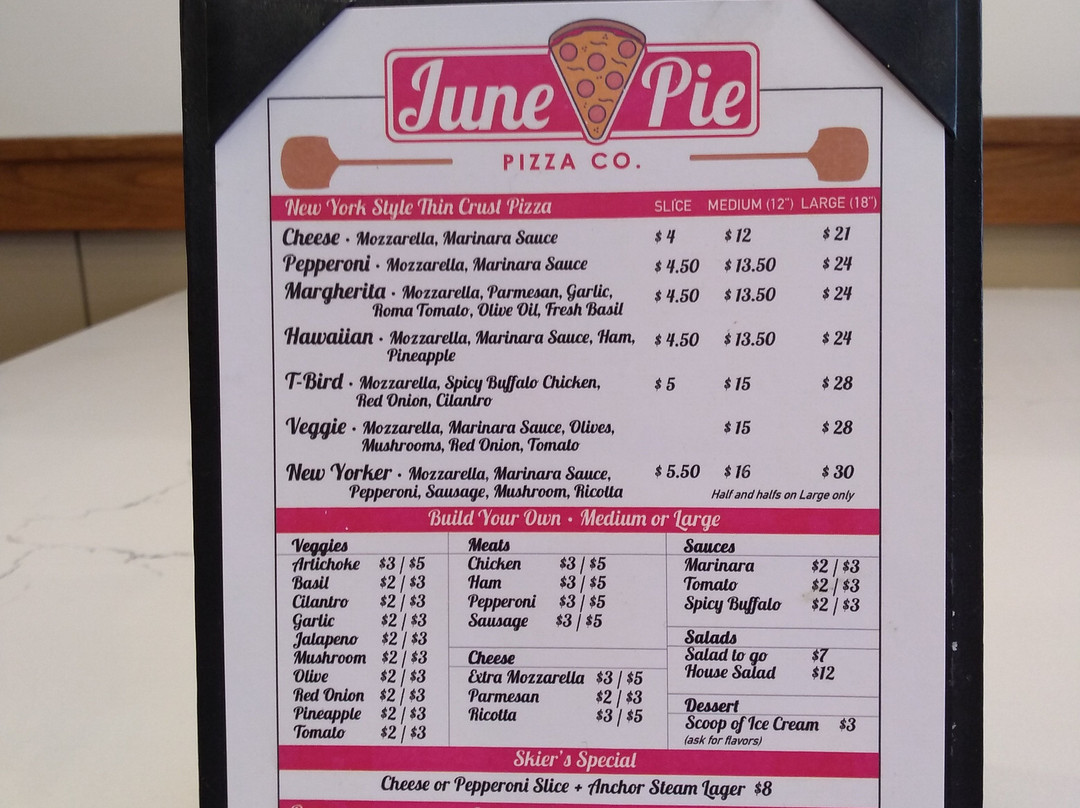 June Pie
PIZZA CO.
New York Style Thin Crust Pizza SLICE MEDIUM (12") LARGE (18")
Cheese · Mozzarella, Marinara Sauce $ 4 $ 12 $ 21
Pepperoni · Mozzarella, Marinara Sauce $ 4.50 $ 13.50 $ 24
Margherita · Mozzarella, Parmesan, Garlic, $ 4.50 $ 13.50 $ 24
Roma Tomato, Olive Oil, Fresh Basil
Hawaiian · Mozzarella, Marinara Sauce, Ham, $ 4.50 $ 13.50 $ 24
Pineapple
T-Bird · Mozzarella, Spicy Buffalo Chicken, $ 5 $ 15 $ 28
Red Onion, Cilantro
Veggie · Mozzarella, Marinara Sauce, Olives, $ 15 $ 28
Mushrooms, Red Onion, Tomato
New Yorker · Mozzarella, Marinara Sauce, $ 5.50 $ 16 $ 30
Pepperoni, Sausage, Mushroom, Ricotta
Half and halfs on Large only
Build Your Own · Medium or Large
Veggies
Artichoke $3 / $5
Basil $2 / $3
Cilantro $2 / $3
Garlic $2 / $3
Jalapeno $2 / $3
Mushroom $2 / $3
Olive $2 / $3
Red Onion $2 / $3
Pineapple $2 / $3
Tomato $2 / $3
Meats
Chicken $3 / $5
Ham $3 / $5
Pepperoni $3 / $5
Sausage $3 / $5
Cheese
Extra Mozzarella $3 / $5
Parmesan $2 / $3
Ricotta $3 / $5
Sauces
Marinara $2 / $3
Tomato $2 / $3
Spicy Buffalo $2 / $3
Salads
Salad to go $7
House Salad $12
Dessert
Scoop of Ice Cream $3
(ask for flavors)
Skier's Special
Cheese or Pepperoni Slice + Anchor Steam Lager $8